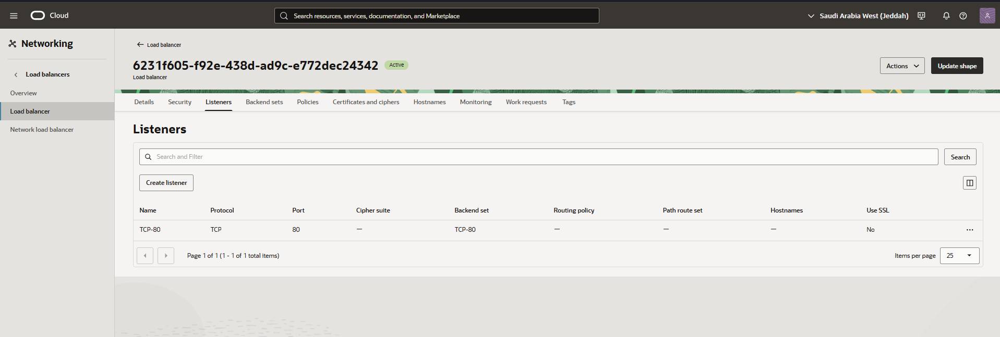 Cloud
Search resources, services, documentation, and Marketplace
Saudi Arabia West (Jeddah)
Networking
Load balancers
Overview
Load balancer
Network load balancer
Load balancer
6231f605-f92e-438d-ad9c-e772dec24342
Active
Load balancer
Actions
Update shape
Details Security Listeners Backend sets Policies Certificates and ciphers Hostnames Monitoring Work requests Tags
Listeners
Search and Filter
Search
Create listener
Name Protocol Port Cipher suite Backend set Routing policy Path route set Hostnames Use SSL
TCP-80 TCP 80 — TCP-80 — — — No ...
Page 1 of 1 (1 - 1 of 1 total items)
Items per page 25